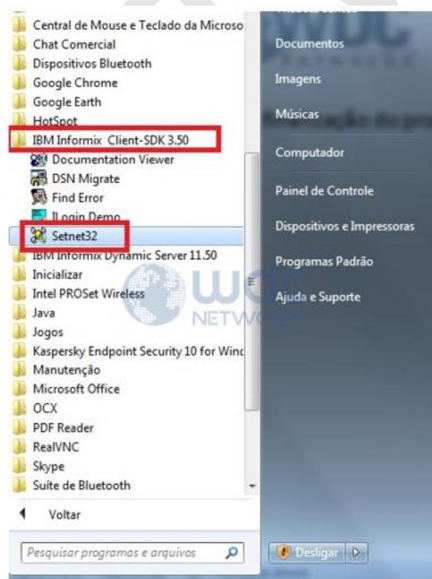 Central de Mouse e Teclado da Microso
Chat Comercial
Dispositivos Bluetooth
Google Chrome
Google Earth
HotSpot
IBM Informix Client-SDK 3.50
Documentation Viewer
DSN Migrate
Find Error
ILogin Demo
Setnet32
IBM Informix Dynamic Server 11.50
Inicializar
Intel PROSet Wireless
Java
Jogos
Kaspersky Endpoint Security 10 for Winc
Manutenção
Microsoft Office
OCX
PDF Reader
RealVNC
Skype
Suíte de Bluetooth
Voltar
Pesquisar programas e arquivos
Documentos
Imagens
Músicas
Computador
Painel de Controle
Dispositivos e Impressoras
Programas Padrão
Ajuda e Suporte
Desligar